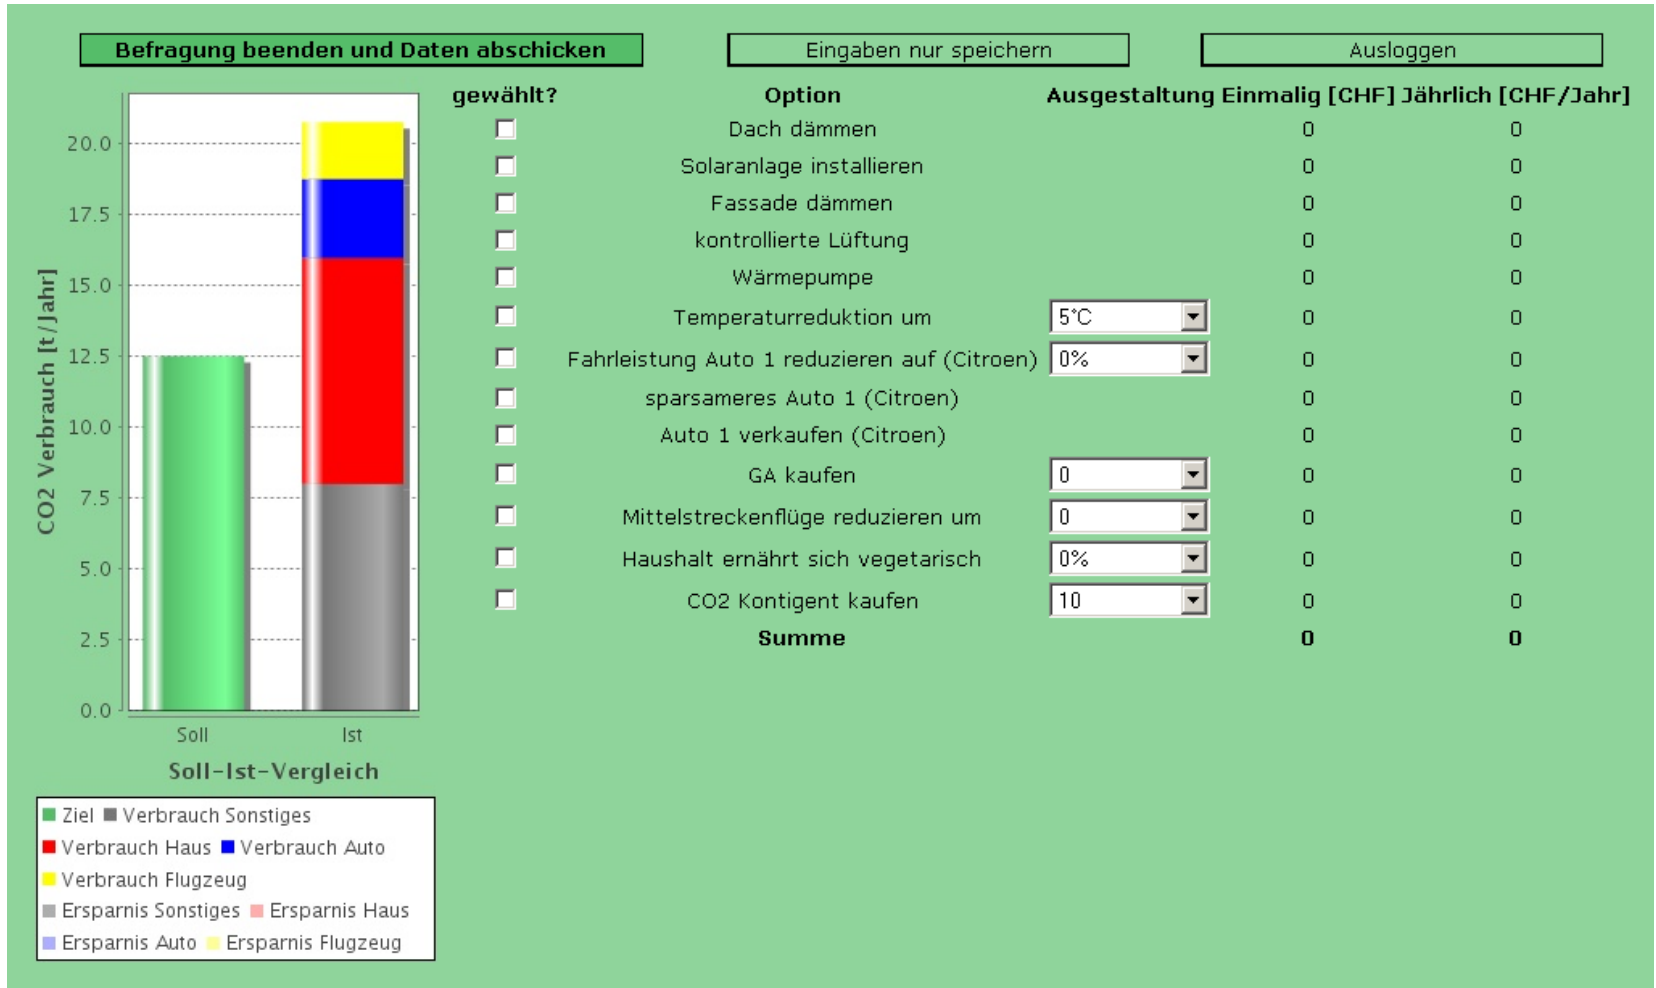 Befragung beenden und Daten abschicken
Eingaben nur speichern
Ausloggen
gewählt? Option Ausgestaltung Einmalig [CHF] Jährlich [CHF/Jahr]
Dach dämmen 0 0
Solaranlage installieren 0 0
Fassade dämmen 0 0
kontrollierte Lüftung 0 0
Wärmepumpe 0 0
Temperaturreduktion um 5°C 0 0
Fahrleistung Auto 1 reduzieren auf (Citroen) 0% 0 0
sparsameres Auto 1 (Citroen) 0 0
Auto 1 verkaufen (Citroen) 0 0
GA kaufen 0 0 0
Mittelstreckenflüge reduzieren um 0 0 0
Haushalt ernährt sich vegetarisch 0% 0 0
CO2 Kontigent kaufen 10 0 0
Summe 0 0
CO2 Verbrauch [t/Jahr]
20.0
17.5
15.0
12.5
10.0
7.5
5.0
2.5
0.0
Soll Ist
Soll-Ist-Vergleich
Ziel Verbrauch Sonstiges
Verbrauch Haus Verbrauch Auto
Verbrauch Flugzeug
Ersparnis Sonstiges Ersparnis Haus
Ersparnis Auto Ersparnis Flugzeug